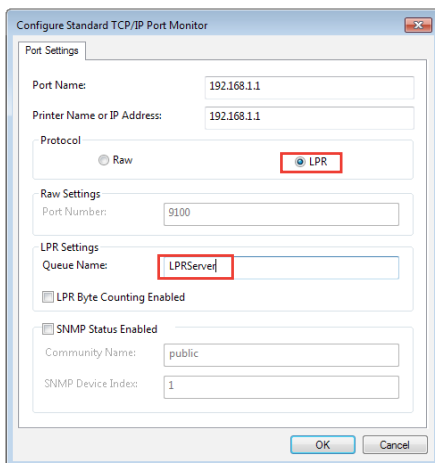 Configure Standard TCP/IP Port Monitor
Port Settings
Port Name: 192.168.1.1
Printer Name or IP Address: 192.168.1.1
Protocol
Raw LPR
Raw Settings
Port Number: 9100
LPR Settings
Queue Name: LPRServer
LPR Byte Counting Enabled
SNMP Status Enabled
Community Name: public
SNMP Device Index: 1
OK Cancel